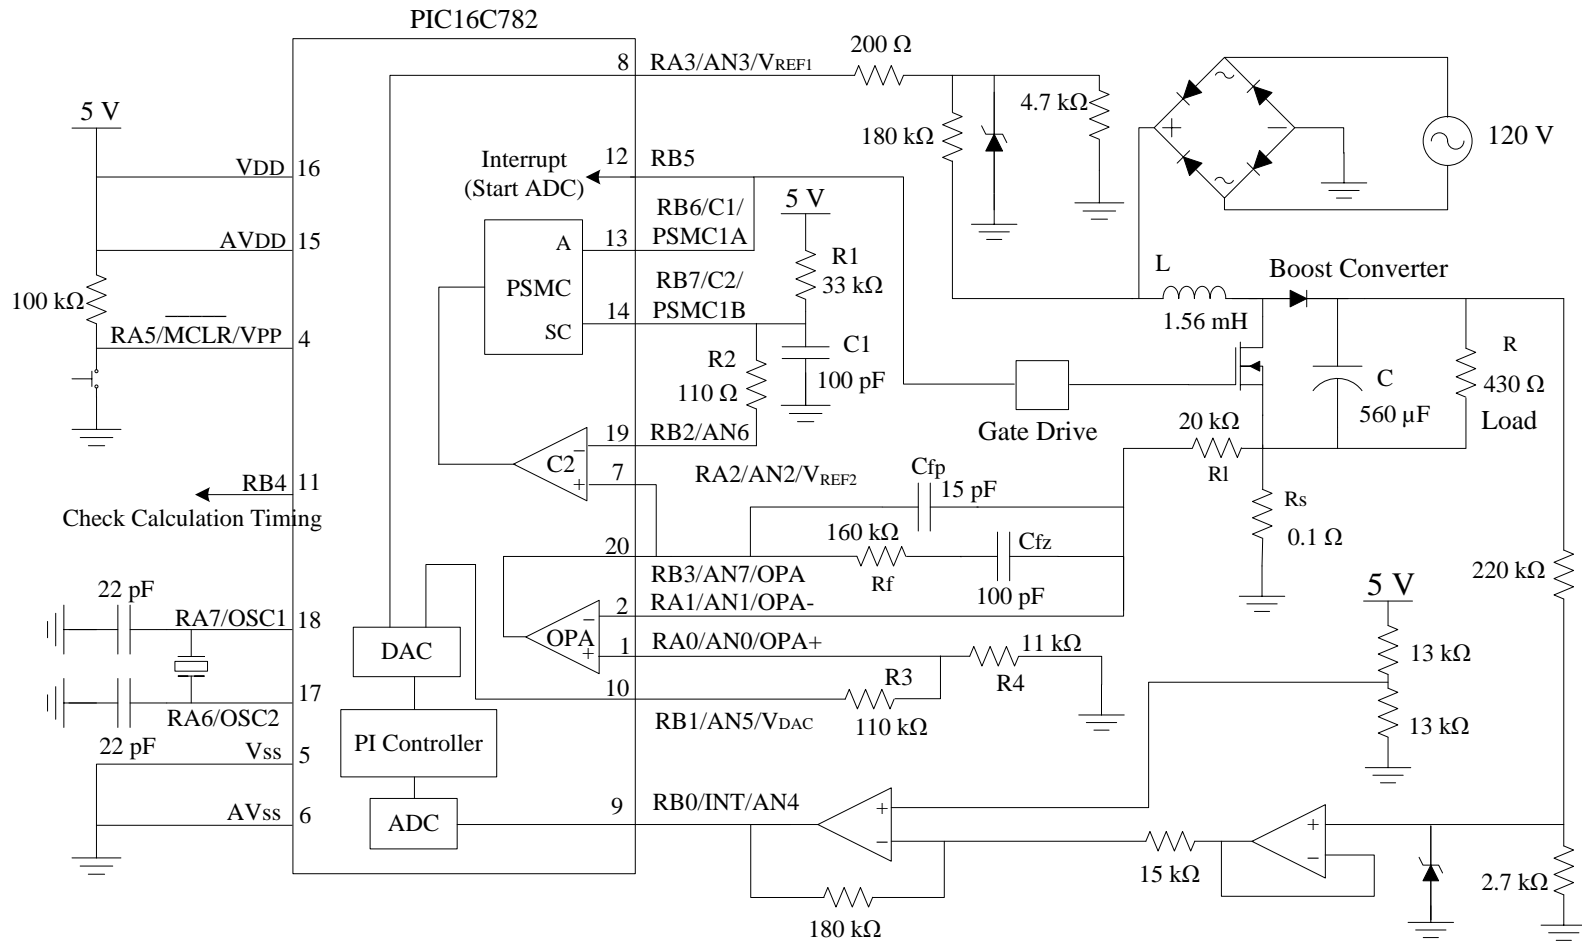 PIC16C782
5 V
VDD 16
AVDD 15
100 kΩ
RA5/MCLR/VPP 4
RB4 11
Check Calculation Timing
22 pF
RA7/OSC1 18
17
RA6/OSC2
22 pF
Vss 5
AVss 6
8 RA3/AN3/VREF1
Interrupt
(Start ADC)
12 RB5
RB6/C1/
13 PSMC1A
RB7/C2/
14 PSMC1B
A
PSMC
SC
C2
−
+
19 RB2/AN6
7
RA2/AN2/VREF2
20
RB3/AN7/OPA
2 RA1/AN1/OPA-
1 RA0/AN0/OPA+
OPA
−
+
10
RB1/AN5/VDAC
DAC
PI Controller
ADC
9 RB0/INT/AN4
5 V
R1
33 kΩ
C1
100 pF
R2
110 Ω
200 Ω
180 kΩ
4.7 kΩ
+
−
120 V
L
1.56 mH
Boost Converter
Gate Drive
C
560 µF
R
430 Ω
Load
20 kΩ
Rl
Rs
0.1 Ω
Cfp
15 pF
160 kΩ
Rf
Cfz
100 pF
11 kΩ
R4
R3
110 kΩ
5 V
13 kΩ
13 kΩ
220 kΩ
+
−
180 kΩ
15 kΩ
+
−
2.7 kΩ